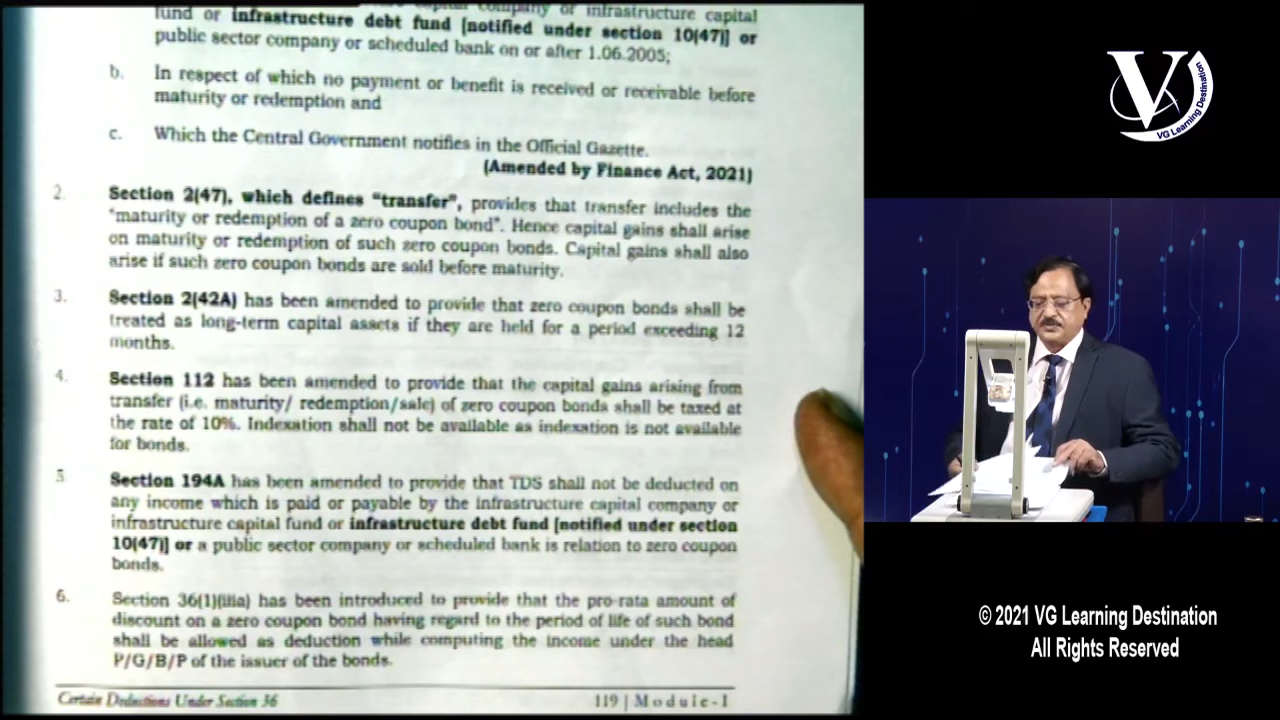 fund or infrastructure debt fund [notified under section 10(47)] or
public sector company or scheduled bank on or after 1.06.2005;
b. In respect of which no payment or benefit is received or receivable before
maturity or redemption and
c. Which the Central Government notifies in the Official Gazette.
(Amended by Finance Act, 2021)
2. Section 2(47), which defines "transfer", provides that transfer includes the
"maturity or redemption of a zero coupon bond". Hence capital gains shall arise
on maturity or redemption of such zero coupon bonds. Capital gains shall also
arise if such zero coupon bonds are sold before maturity.
3. Section 2(42A) has been amended to provide that zero coupon bonds shall be
treated as long-term capital assets if they are held for a period exceeding 12
months.
4. Section 112 has been amended to provide that the capital gains arising from
transfer (i.e. maturity/ redemption/sale) of zero coupon bonds shall be taxed at
the rate of 10%. Indexation shall not be available as indexation is not available
for bonds.
5 Section 194A has been amended to provide that TDS shall not be deducted on
any income which is paid or payable by the infrastructure capital company or
infrastructure capital fund or infrastructure debt fund [notified under section
10(47)] or a public sector company or scheduled bank is relation to zero coupon
bonds.
6. Section 36(1)(iiia) has been introduced to provide that the pro-rata amount of
discount on a zero coupon bond having regard to the period of life of such bond
shall be allowed as deduction while computing the income under the head
P/G/B/P of the issuer of the bonds.
Certain Deductions Under Section 36
119 | Module-I
V
VG Learning Destination
© 2021 VG Learning Destination
All Rights Reserved